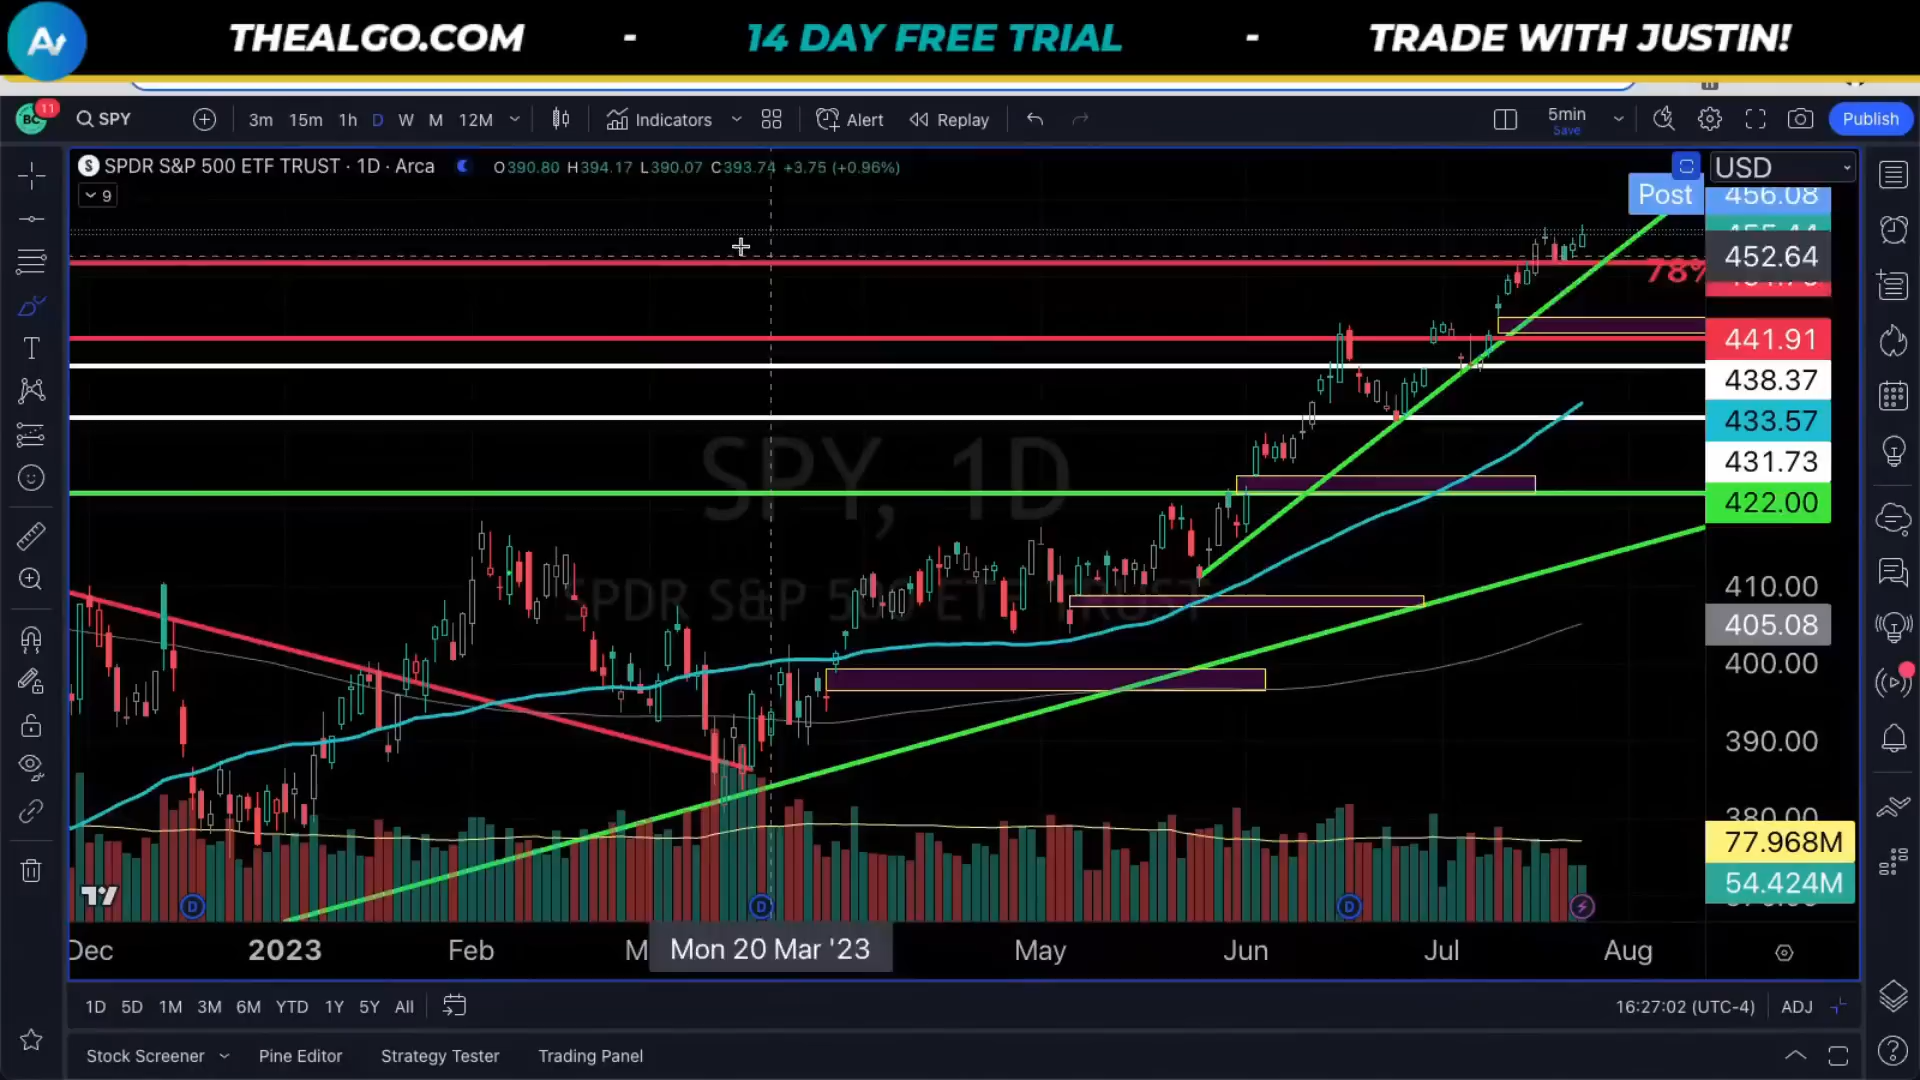 THEALGO.COM - 14 DAY FREE TRIAL - TRADE WITH JUSTIN!
BC 11 SPY 3m 15m 1h D W M 12M Indicators Alert Replay 5min Save Publish
S SPDR S&P 500 ETF TRUST · 1D · Arca O390.80 H394.17 L390.07 C393.74 +3.75 (+0.96%) USD
9
Post 456.08
455.44
452.64
78%
441.91
438.37
433.57
431.73
422.00
SPY, 1D
SPDR S&P 500 ETF TRUST
410.00
405.08
400.00
390.00
380.00
77.968M
54.424M
D D D
Dec 2023 Feb M Mon 20 Mar '23 May Jun Jul Aug
1D 5D 1M 3M 6M YTD 1Y 5Y All 16:27:02 (UTC-4) ADJ
Stock Screener Pine Editor Strategy Tester Trading Panel